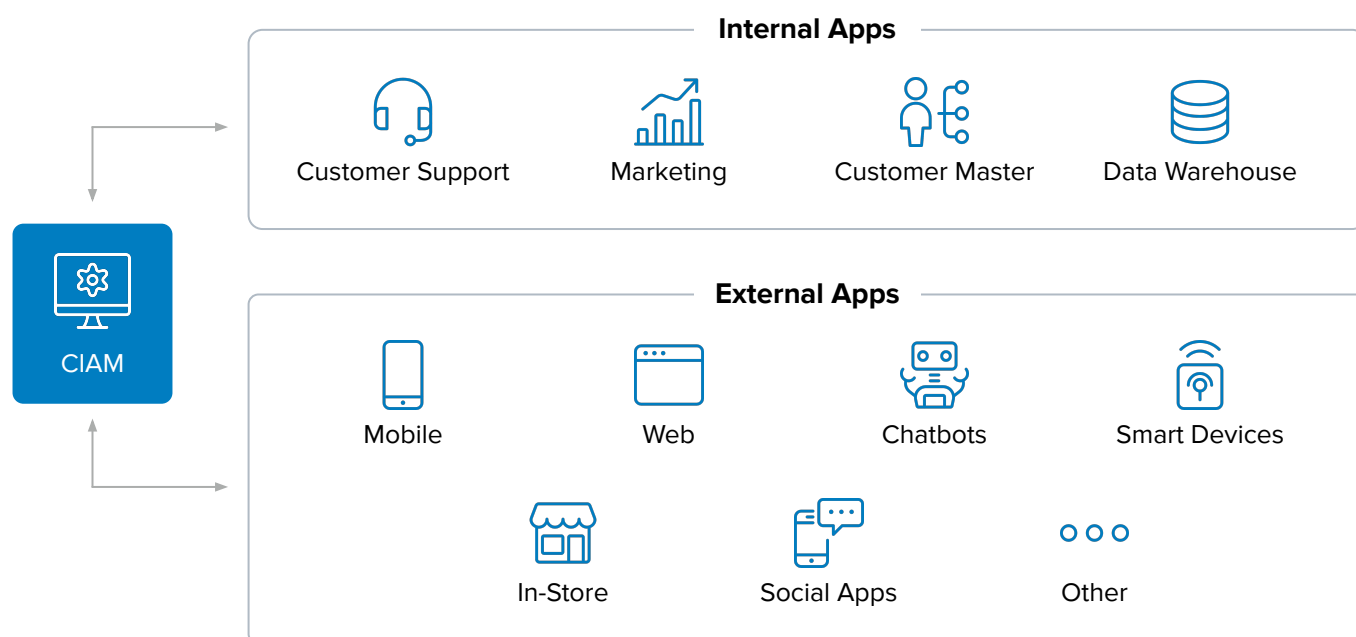 Internal Apps
Customer Support
Marketing
Customer Master
Data Warehouse
CIAM
External Apps
Mobile
Web
Chatbots
Smart Devices
In-Store
Social Apps
Other